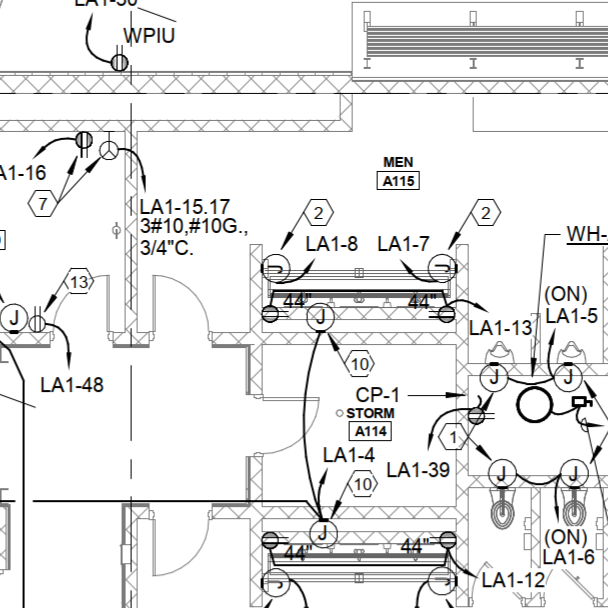 WPIU
LA1-16
7
LA1-15.17
3#10,#10G.,
3/4"C.
MEN
A115
2
2
LA1-8
LA1-7
WH-
44"
44"
13
J
LA1-48
J
LA1-13
(ON)
LA1-5
10
J
J
CP-1
STORM
A114
1
LA1-4
LA1-39
10
J
J
J
44"
44"
(ON)
LA1-6
LA1-12